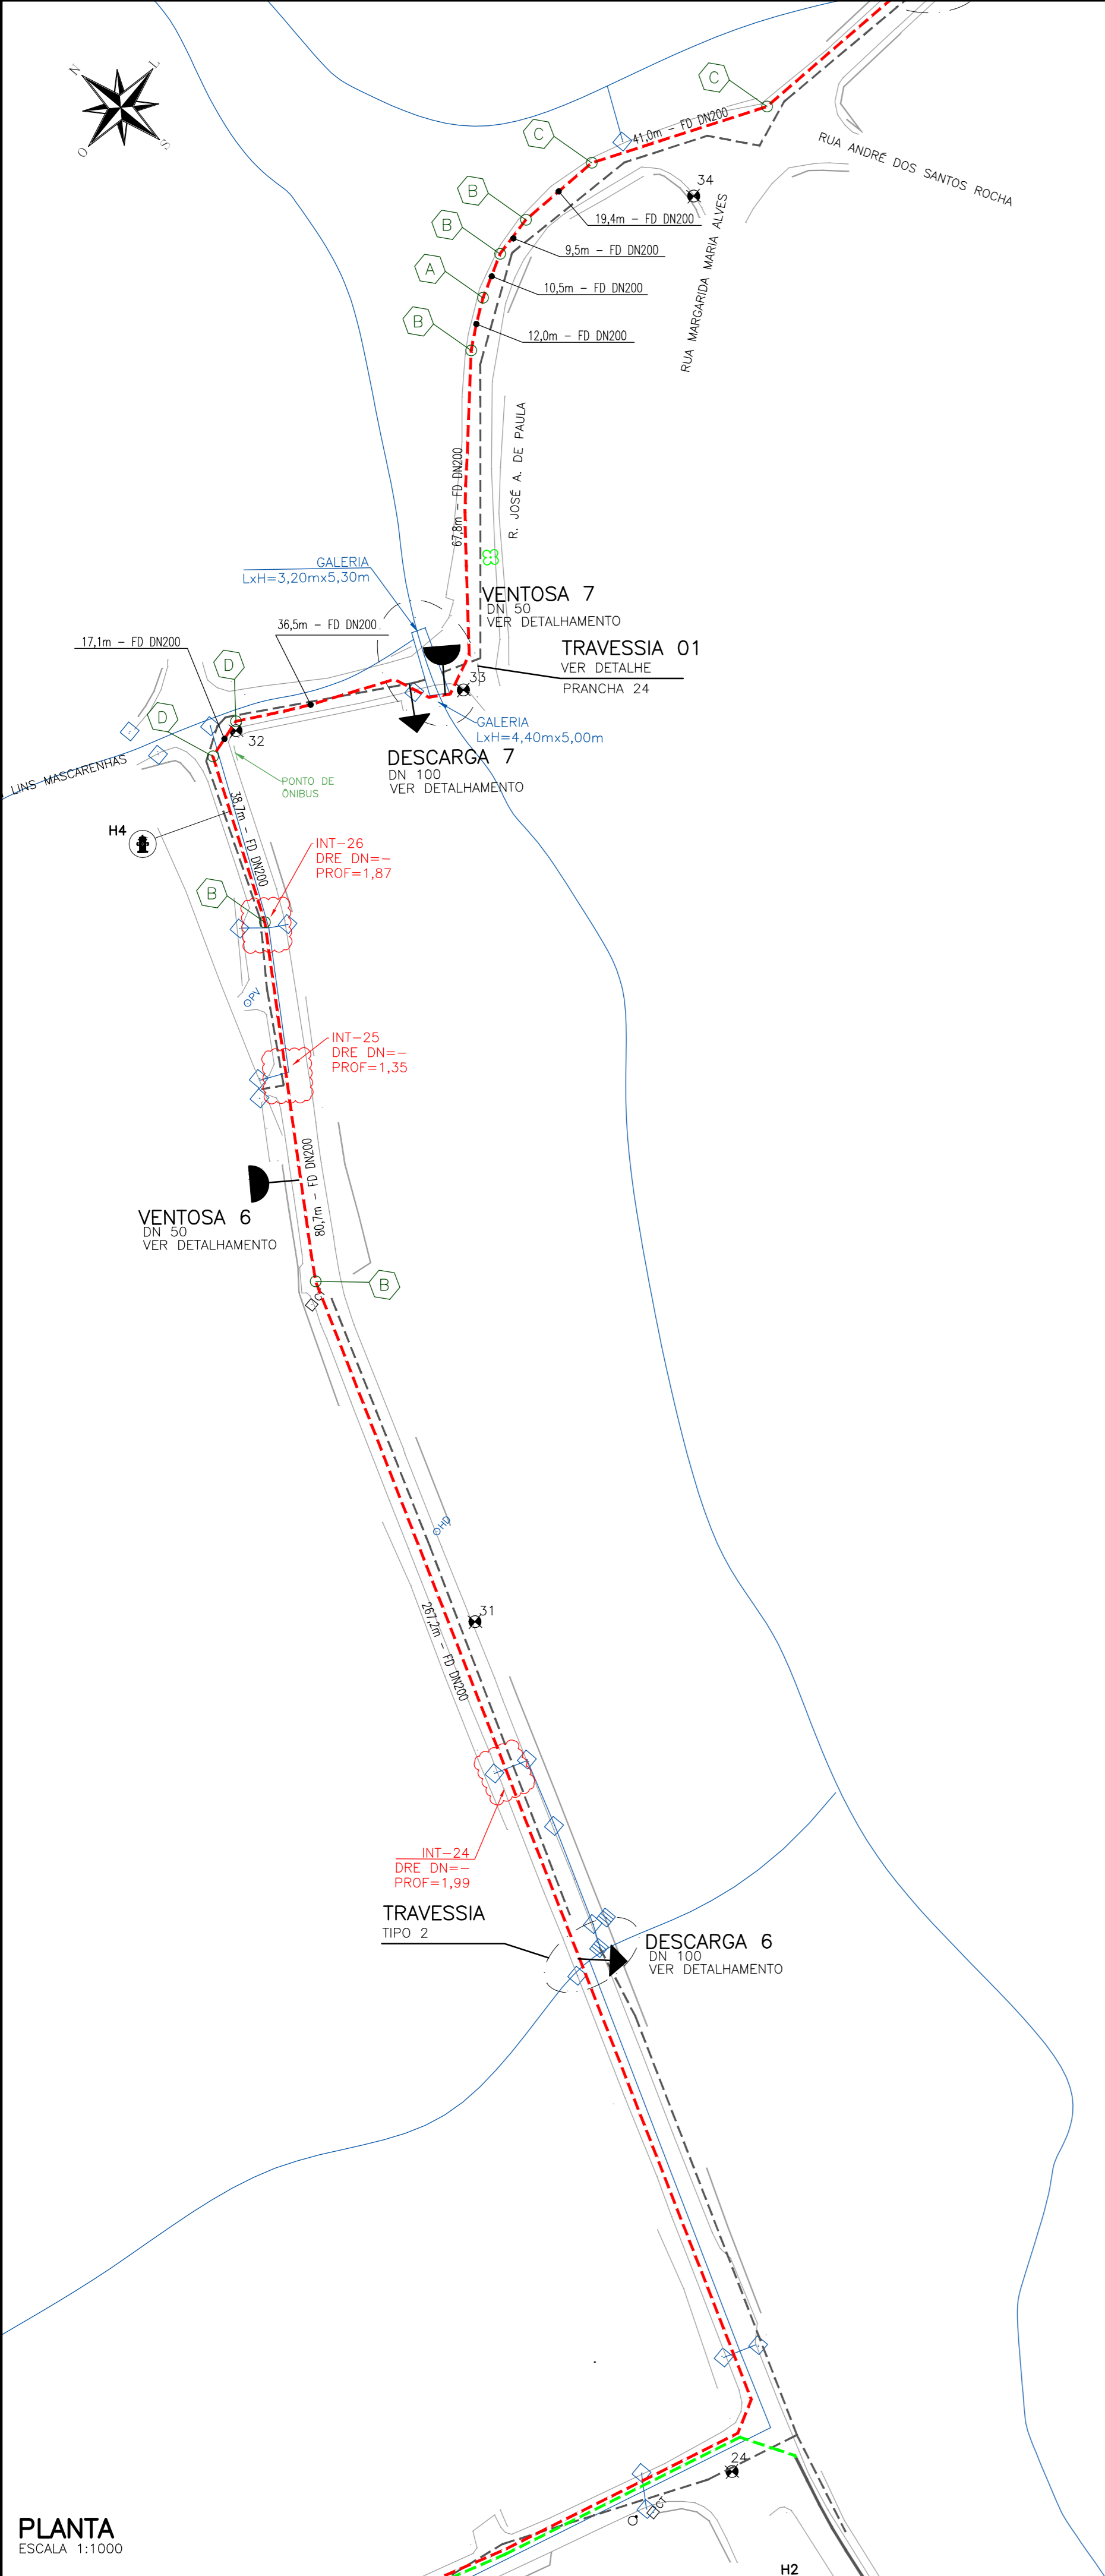 N
L
O
S
C
C
41,0m - FD DN200
RUA ANDRÉ DOS SANTOS ROCHA
34
B
19,4m - FD DN200
B
9,5m - FD DN200
A
10,5m - FD DN200
B
12,0m - FD DN200
RUA MARGARIDA MARIA ALVES
R. JOSÉ A. DE PAULA
67,8m - FD DN200
GALERIA
LxH=3,20mx5,30m
VENTOSA 7
DN 50
VER DETALHAMENTO
36,5m - FD DN200
17,1m - FD DN200
TRAVESSIA 01
VER DETALHE
PRANCHA 24
D
33
D
32
GALERIA
LxH=4,40mx5,00m
DESCARGA 7
DN 100
VER DETALHAMENTO
LINS MASCARENHAS
PONTO DE
ÔNIBUS
38,7m - FD DN200
H4
INT-26
DRE DN=-
PROF=1,87
B
PV
INT-25
DRE DN=-
PROF=1,35
80,7m - FD DN200
VENTOSA 6
DN 50
VER DETALHAMENTO
B
CT
HD
31
267,2m - FD DN200
INT-24
DRE DN=-
PROF=1,99
TRAVESSIA
TIPO 2
DESCARGA 6
DN 100
VER DETALHAMENTO
24
CT
PLANTA
ESCALA 1:1000
H2